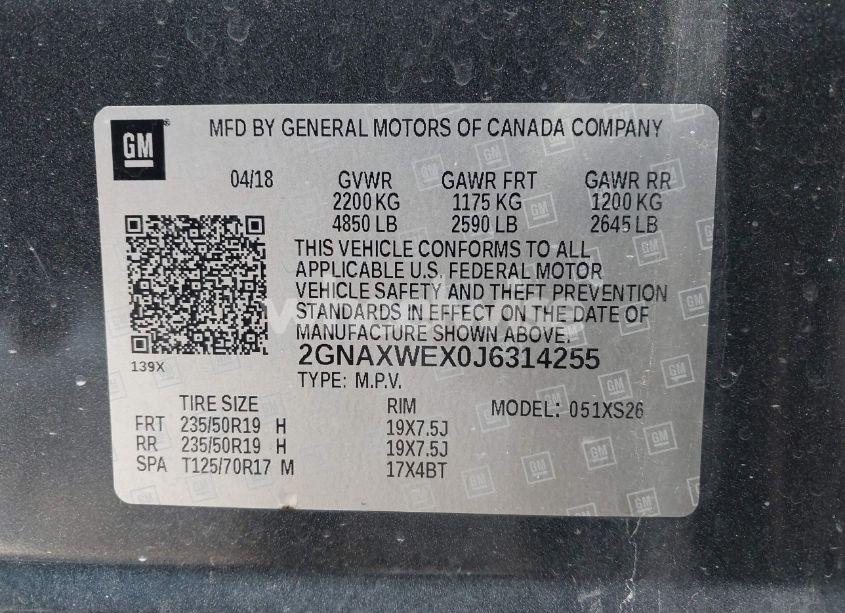 GM
MFD BY GENERAL MOTORS OF CANADA COMPANY
04/18 GVWR GAWR FRT GAWR RR
2200 KG 1175 KG 1200 KG
4850 LB 2590 LB 2645 LB
THIS VEHICLE CONFORMS TO ALL
APPLICABLE U.S. FEDERAL MOTOR
VEHICLE SAFETY AND THEFT PREVENTION
STANDARDS IN EFFECT ON THE DATE OF
MANUFACTURE SHOWN ABOVE.
2GNAXWEX0J6314255
139X
TYPE: M.P.V.
TIRE SIZE RIM MODEL: 051XS26
FRT 235/50R19 H 19X7.5J
RR 235/50R19 H 19X7.5J
SPA T125/70R17 M 17X4BT